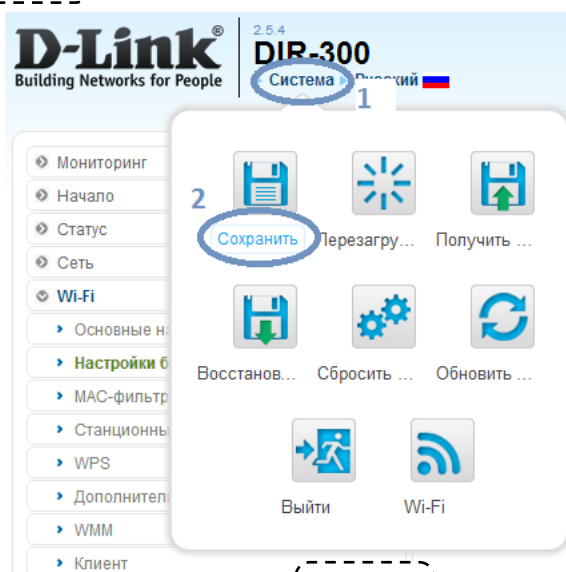 D-Link®
Building Networks for People
2.5.4
DIR-300
Система
1
Мониторинг
Начало
Статус
Сеть
Wi-Fi
Основные н
Настройки б
MAC-фильтр
Станционны
WPS
Дополнител
WMM
Клиент
2
Сохранить
Перезагру...
Получить ...
Восстанов...
Сбросить ...
Обновить ...
Выйти
Wi-Fi